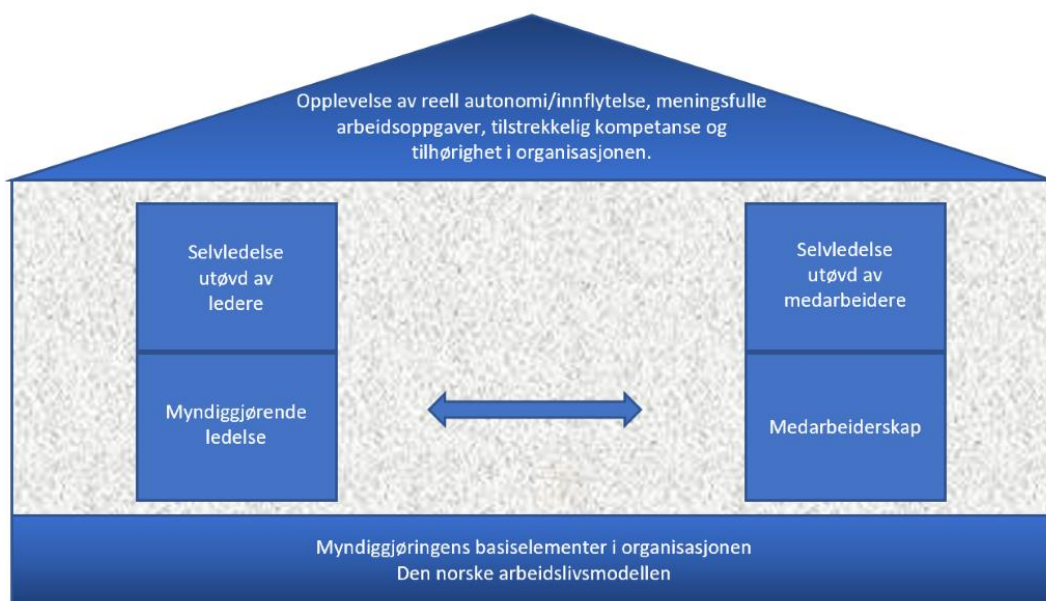 Opplevelse av reell autonomi/innflytelse, meningsfulle
arbeidsoppgaver, tilstrekkelig kompetanse og
tilhørighet i organisasjonen.
Selvledelse
utøvd av
ledere
Selvledelse
utøvd av
medarbeidere
Myndiggjørende
ledelse
Medarbeiderskap
Myndiggjøringens basiselementer i organisasjonen
Den norske arbeidslivsmodellen